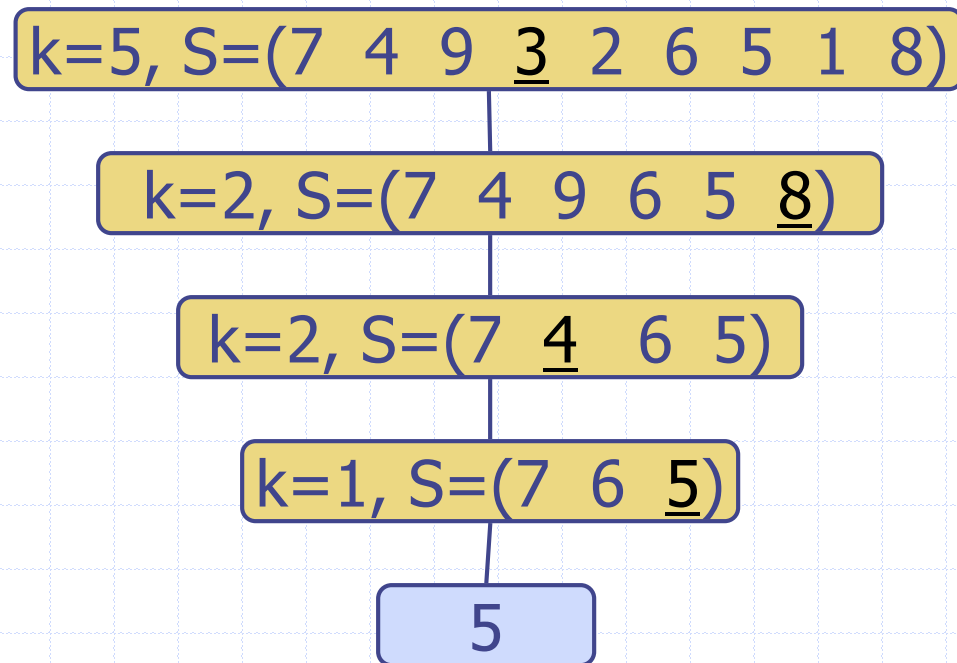 k=5, S=(7 4 9 3 2 6 5 1 8)
k=2, S=(7 4 9 6 5 8)
k=2, S=(7 4 6 5)
k=1, S=(7 6 5)
5